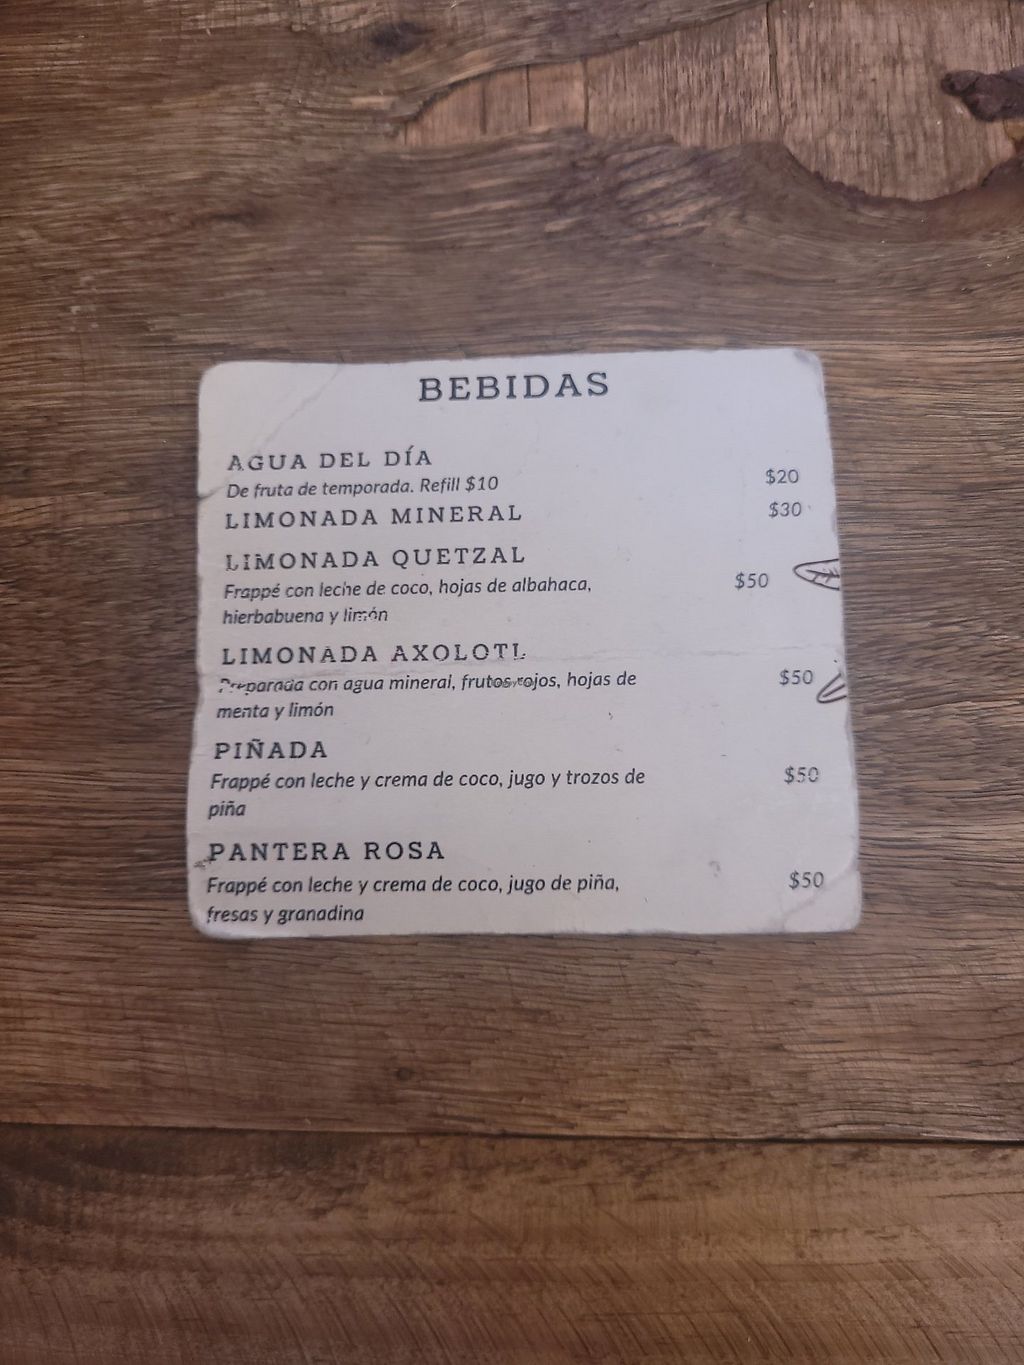 BEBIDAS
AGUA DEL DÍA
De fruta de temporada. Refill $10
$20
LIMONADA MINERAL
$30
LIMONADA QUETZAL
Frappé con leche de coco, hojas de albahaca,
$50
hierbabuena y limón
LIMONADA AXOLOTL
Preparada con agua mineral, frutos rojos, hojas de
$50
menta y limón
PIÑADA
Frappé con leche y crema de coco, jugo y trozos de
$50
piña
PANTERA ROSA
Frappé con leche y crema de coco, jugo de piña,
$50
fresas y granadina